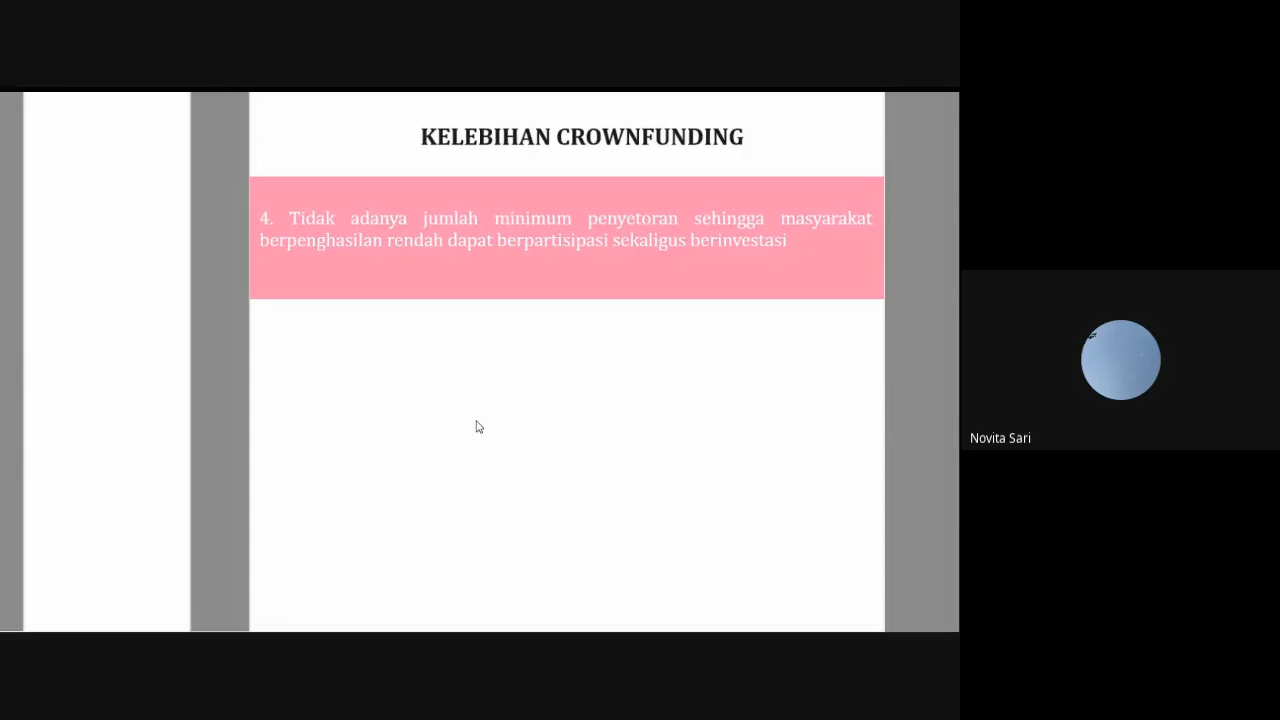 KELEBIHAN CROWNFUNDING
4. Tidak adanya jumlah minimum penyetoran sehingga masyarakat
berpenghasilan rendah dapat berpartisipasi sekaligus berinvestasi
Novita Sari